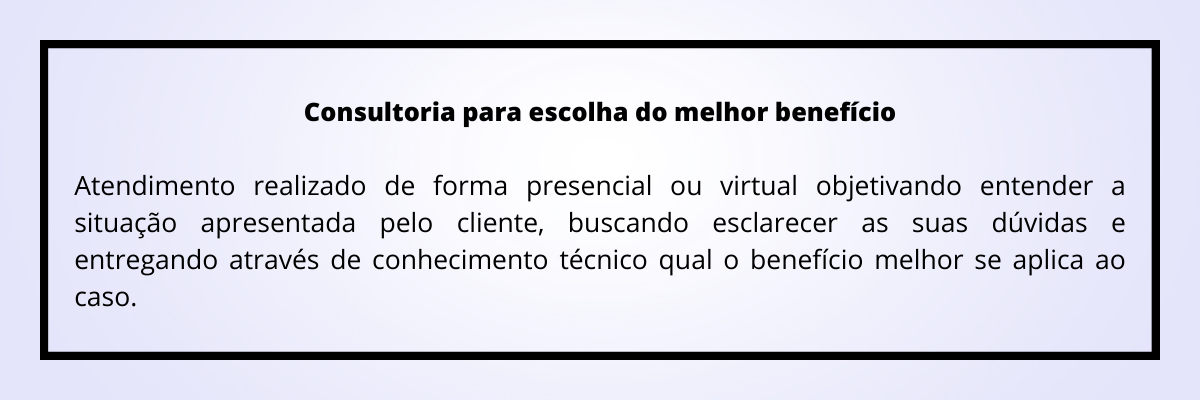 Consultoria para escolha do melhor benefício
Atendimento realizado de forma presencial ou virtual objetivando entender a
situação apresentada pelo cliente, buscando esclarecer as suas dúvidas e
entregando através de conhecimento técnico qual o benefício melhor se aplica ao
caso.